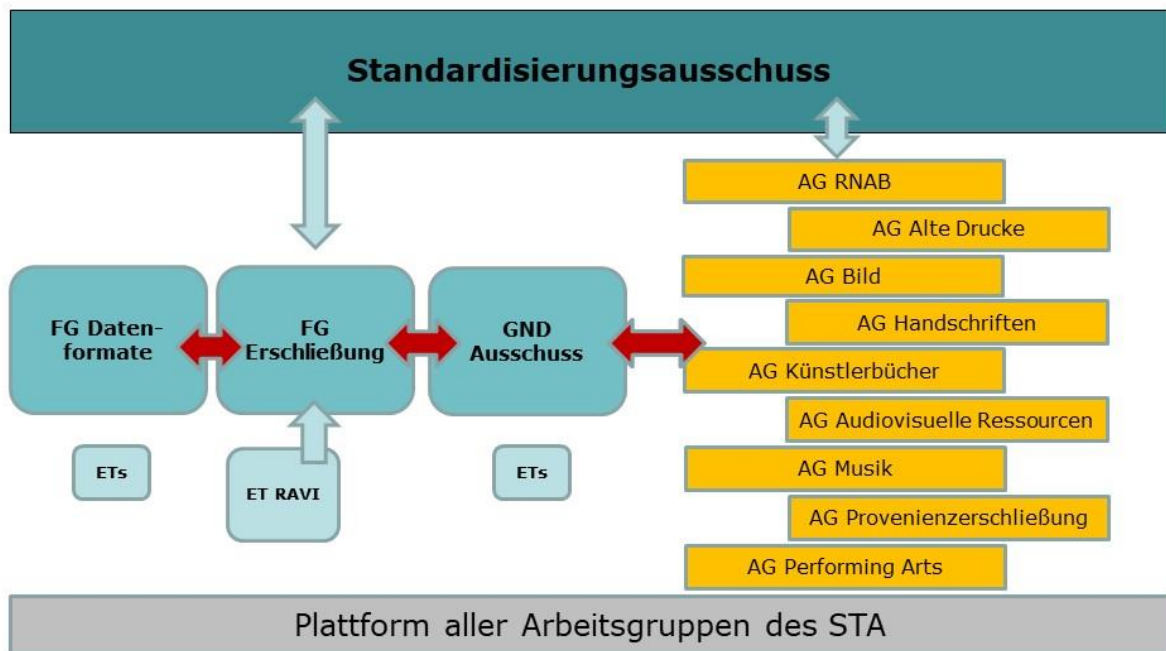 Standardisierungsausschuss
FG Daten-
formate
FG
Erschließung
GND
Ausschuss
ETs
ET RAVI
ETs
AG RNAB
AG Alte Drucke
AG Bild
AG Handschriften
AG Künstlerbücher
AG Audiovisuelle Ressourcen
AG Musik
AG Provenienzerschließung
AG Performing Arts
Plattform aller Arbeitsgruppen des STA